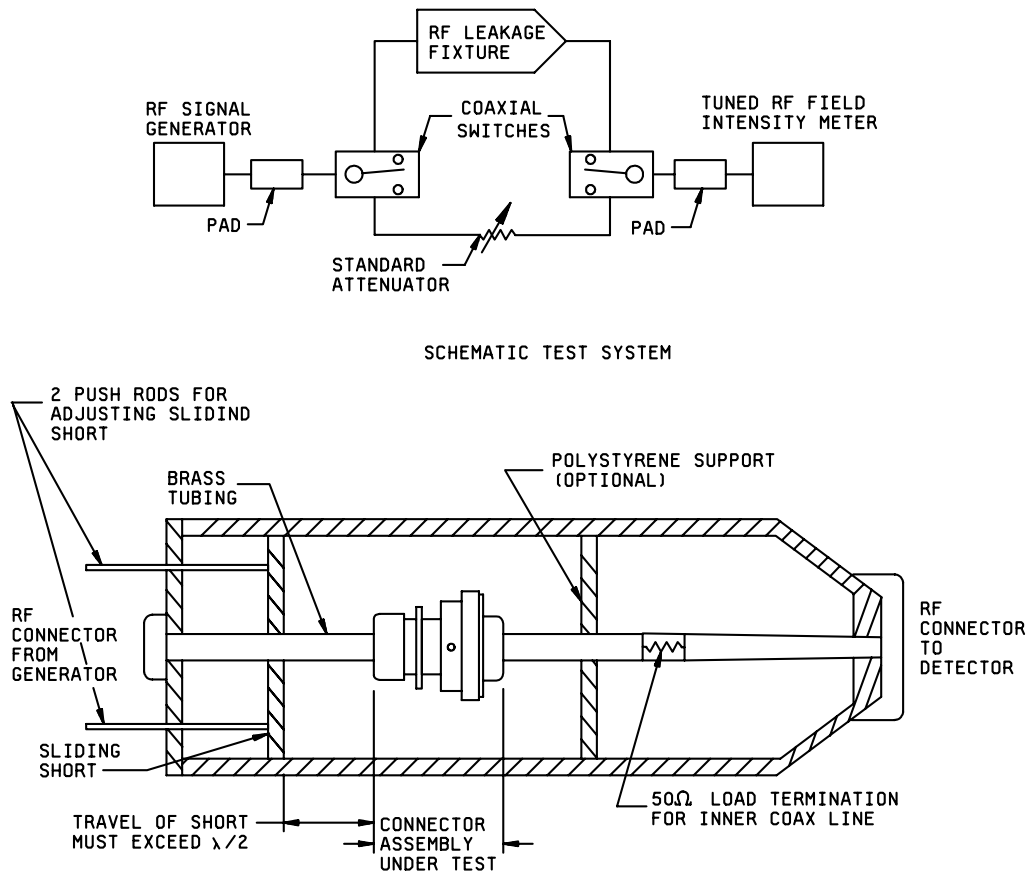 RF LEAKAGE
FIXTURE
RF SIGNAL
GENERATOR
COAXIAL
SWITCHES
TUNED RF FIELD
INTENSITY METER
PAD
PAD
STANDARD
ATTENUATOR
SCHEMATIC TEST SYSTEM
2 PUSH RODS FOR
ADJUSTING SLIDIND
SHORT
BRASS
TUBING
POLYSTYRENE SUPPORT
(OPTIONAL)
RF
CONNECTOR
FROM
GENERATOR
RF
CONNECTOR
TO
DETECTOR
SLIDING
SHORT
50Ω LOAD TERMINATION
FOR INNER COAX LINE
TRAVEL OF SHORT
MUST EXCEED λ/2
CONNECTOR
ASSEMBLY
UNDER TEST